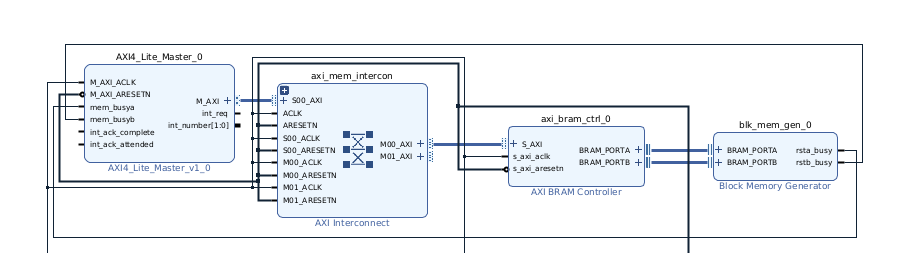 AXI4_Lite_Master_0
M_AXI_ACLK
M_AXI_ARESETN
mem_busya
mem_busyb
int_ack_complete
int_ack_attended
M_AXI
int_req
int_number[1:0]
AXI4_Lite_Master_v1_0
axi_mem_intercon
S00_AXI
ACLK
ARESETN
S00_ACLK
S00_ARESETN
M00_ACLK
M00_ARESETN
M01_ACLK
M01_ARESETN
M00_AXI
M01_AXI
AXI Interconnect
axi_bram_ctrl_0
S_AXI
s_axi_aclk
s_axi_aresetn
BRAM_PORTA
BRAM_PORTB
AXI BRAM Controller
blk_mem_gen_0
BRAM_PORTA
BRAM_PORTB
rsta_busy
rstb_busy
Block Memory Generator